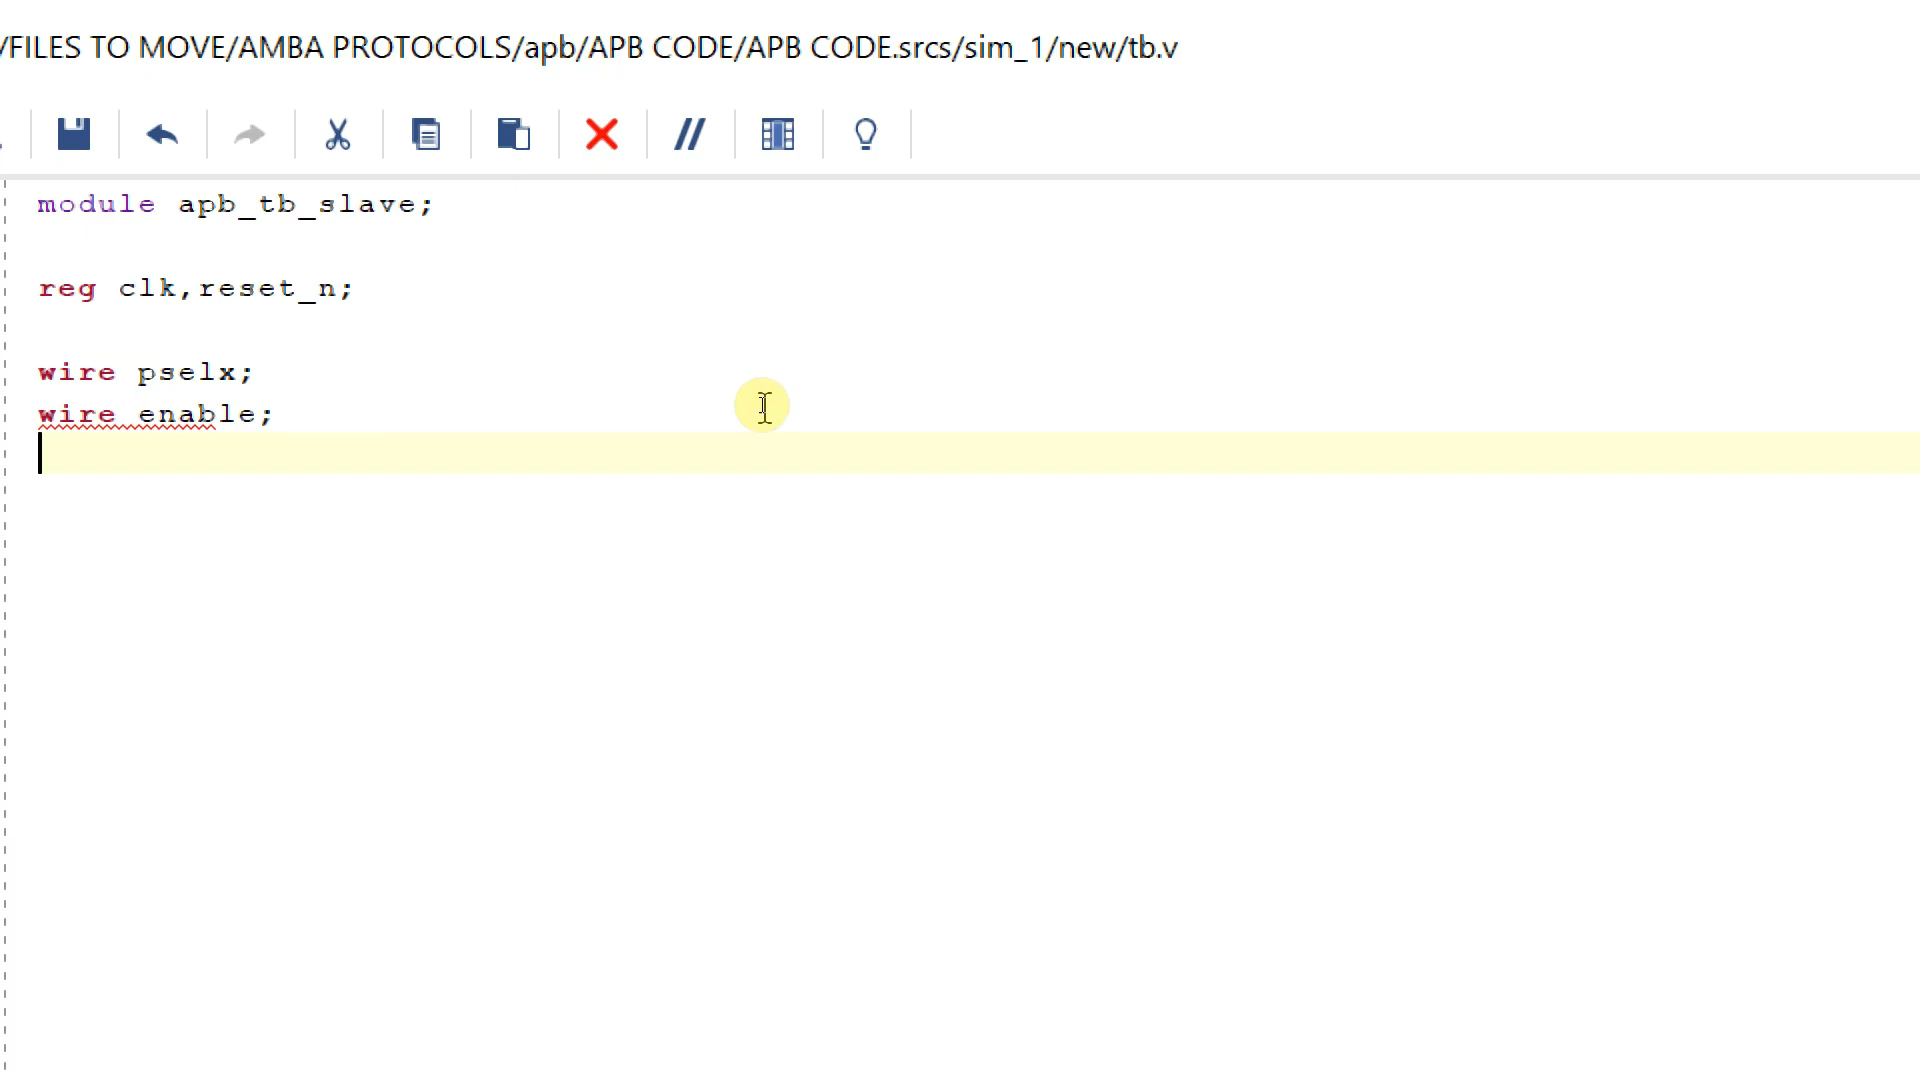 /FILES TO MOVE/AMBA PROTOCOLS/apb/APB CODE/APB CODE.srcs/sim_1/new/tb.v
module apb_tb_slave;
reg clk,reset_n;
wire pselx;
wire enable;